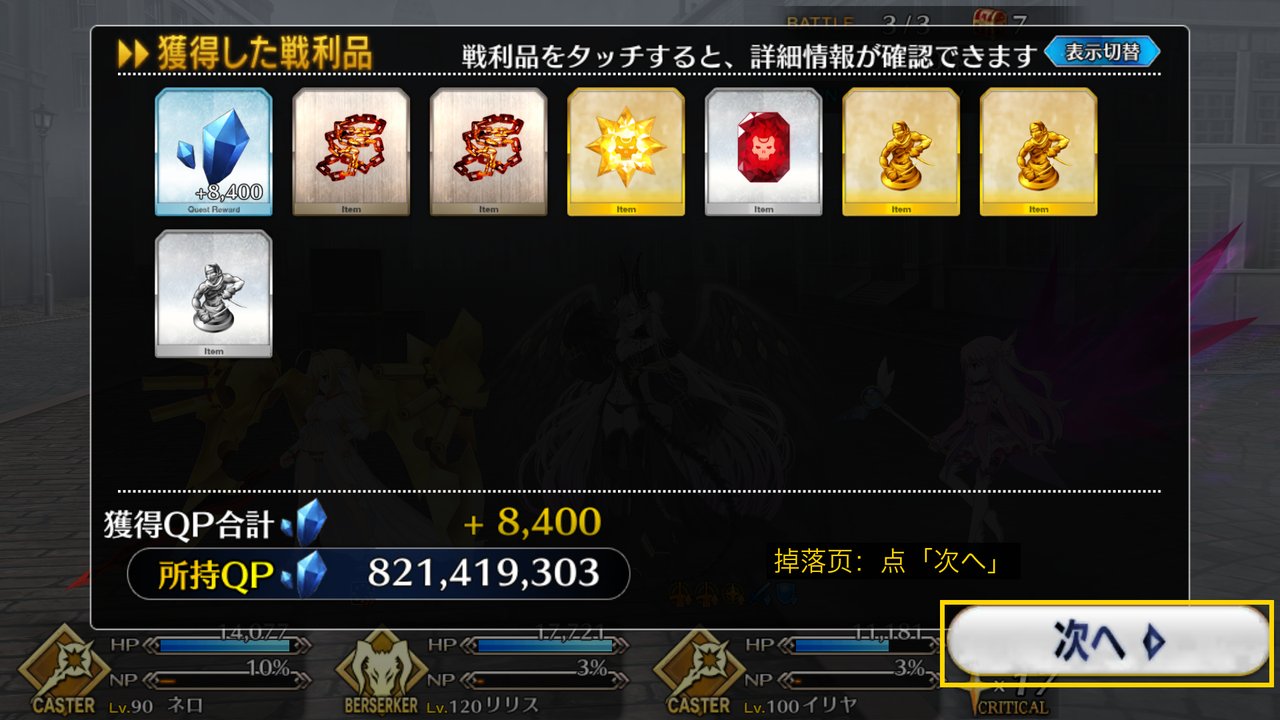 BATTLE 3/3 7
獲得した戦利品
戦利品をタッチすると、詳細情報が確認できます
表示切替
+8,400
Quest Reward
Item
Item
Item
Item
Item
Item
Item
獲得QP合計 + 8,400
所持QP 821,419,303
掉落页：点「次へ」
次へ
HP 14,077
NP 10%
CASTER Lv.90 ネロ
HP 17,721
NP 3%
BERSERKER Lv.120 リリス
HP 11,181
NP 3%
CASTER Lv.100 イリヤ
CRITICAL